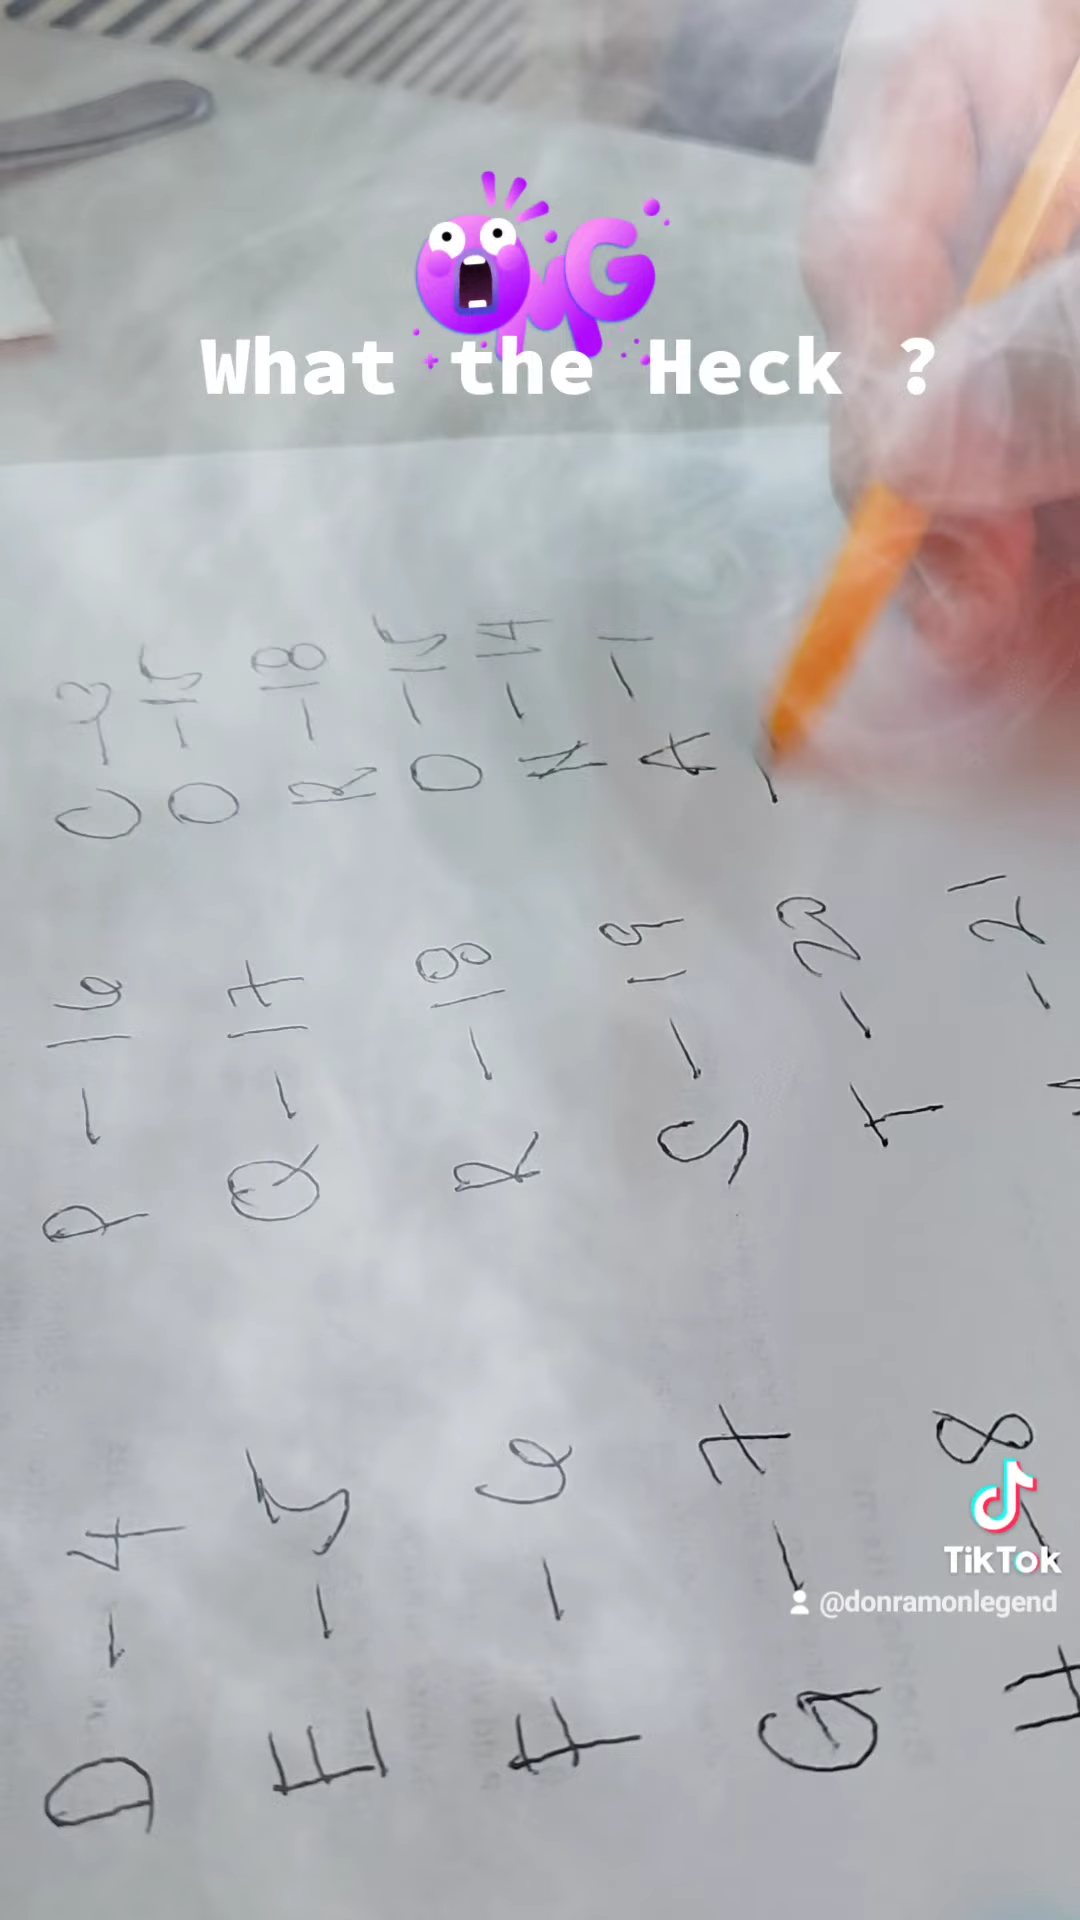 OMG
What the Heck ?
C - 3
O - 15
R - 18
O - 15
N - 14
A - 1
P - 16
Q - 17
R - 18
S - 19
T - 20
- 21
D - 4
E - 5
F - 6
G - 7
H - 8
TikTok
@donramonlegend